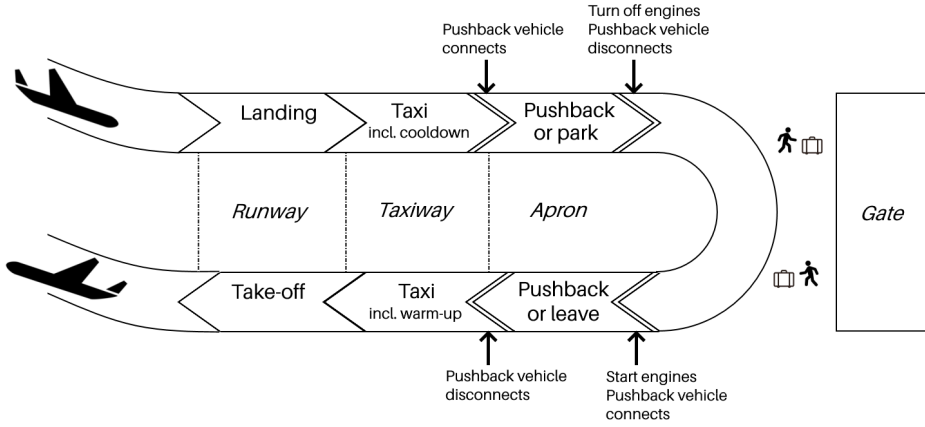 Turn off engines
Pushback vehicle
disconnects
Pushback vehicle
connects
Landing
Taxi
incl. cooldown
Pushback
or park
Runway
Taxiway
Apron
Gate
Take-off
Taxi
incl. warm-up
Pushback
or leave
Pushback vehicle
disconnects
Start engines
Pushback vehicle
connects